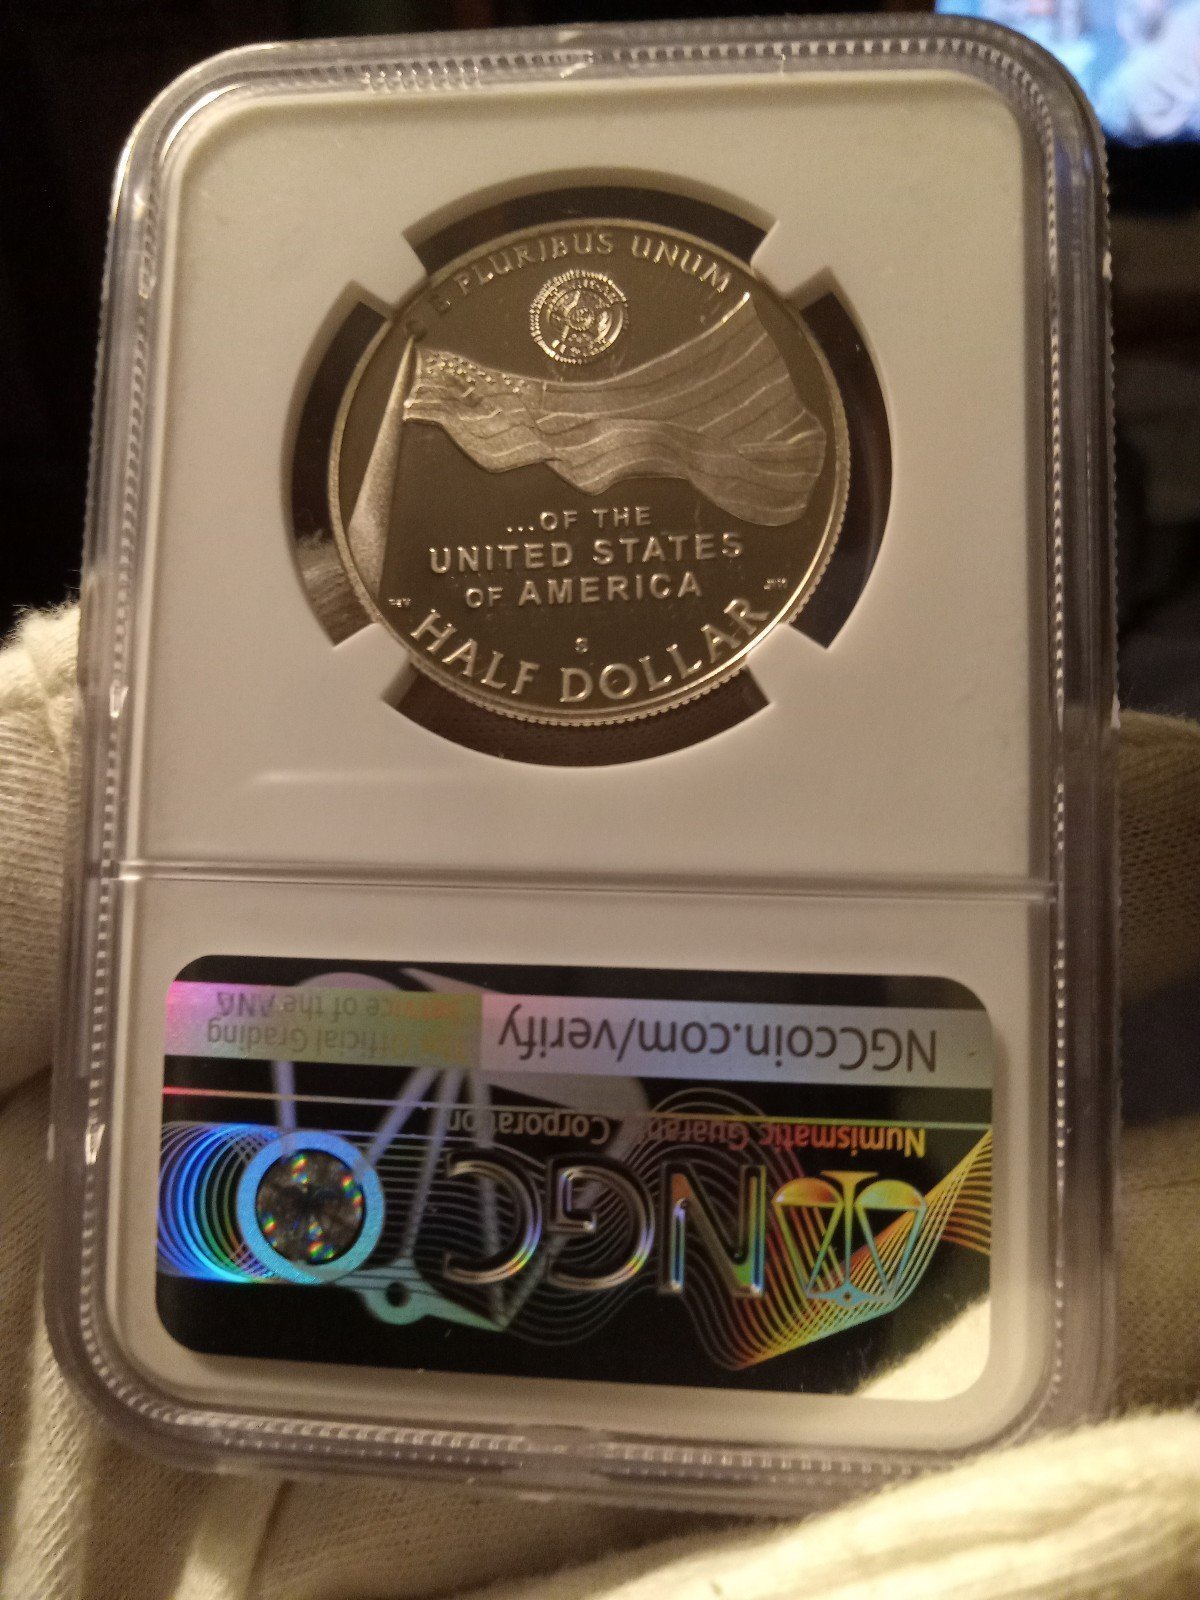 E PLURIBUS UNUM
...OF THE
UNITED STATES
OF AMERICA
S
HALF DOLLAR
NGCcoin.com/verify
Official Grading
Service of the ANA
Numismatic Guaran
Corporation
NGC